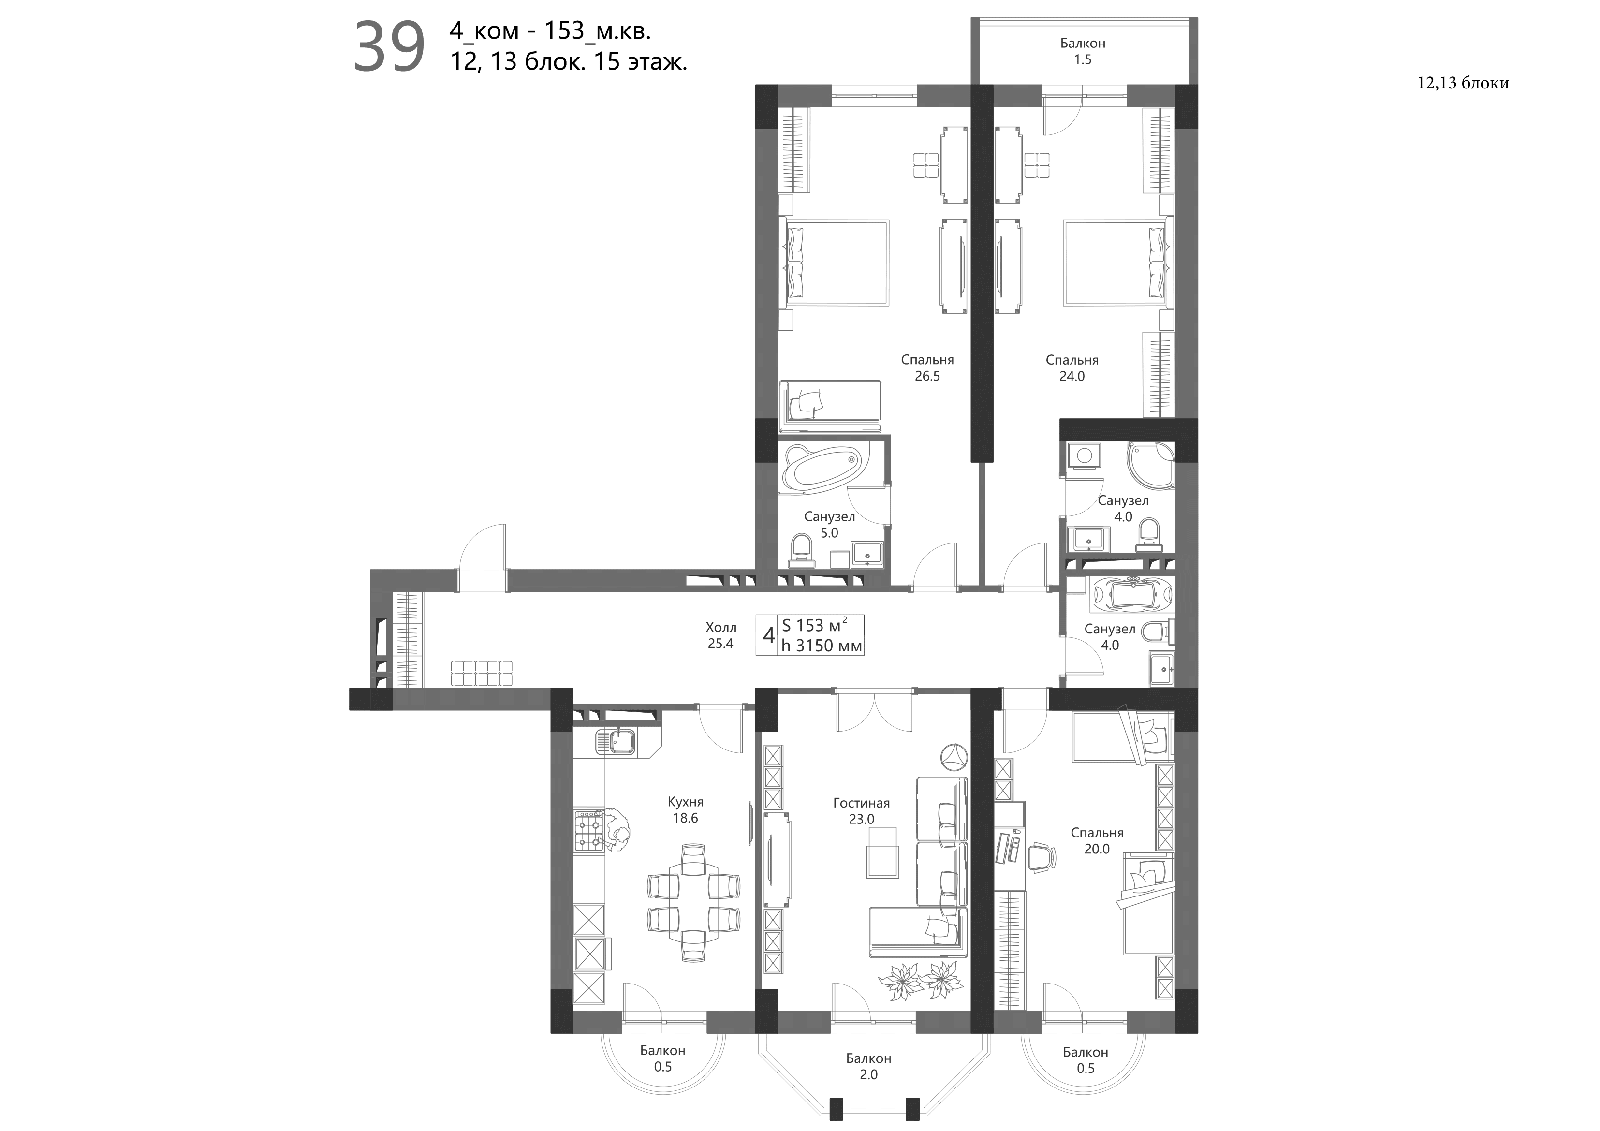 39
4_ком - 153_м.кв.
12, 13 блок. 15 этаж.
12,13 блоки
Балкон
1.5
Спальня
26.5
Спальня
24.0
Санузел
5.0
Санузел
4.0
Холл
25.4
4
S 153 м²
h 3150 мм
Санузел
4.0
Кухня
18.6
Гостиная
23.0
Спальня
20.0
Балкон
0.5
Балкон
2.0
Балкон
0.5